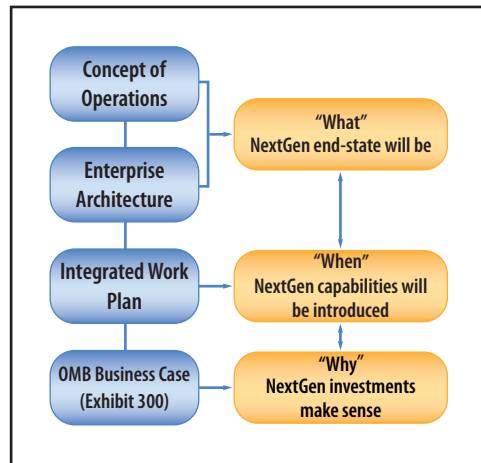 Concept of
Operations
"What"
NextGen end-state will be
Enterprise
Architecture
Integrated Work
Plan
"When"
NextGen capabilities will
be introduced
OMB Business Case
(Exhibit 300)
"Why"
NextGen investments
make sense